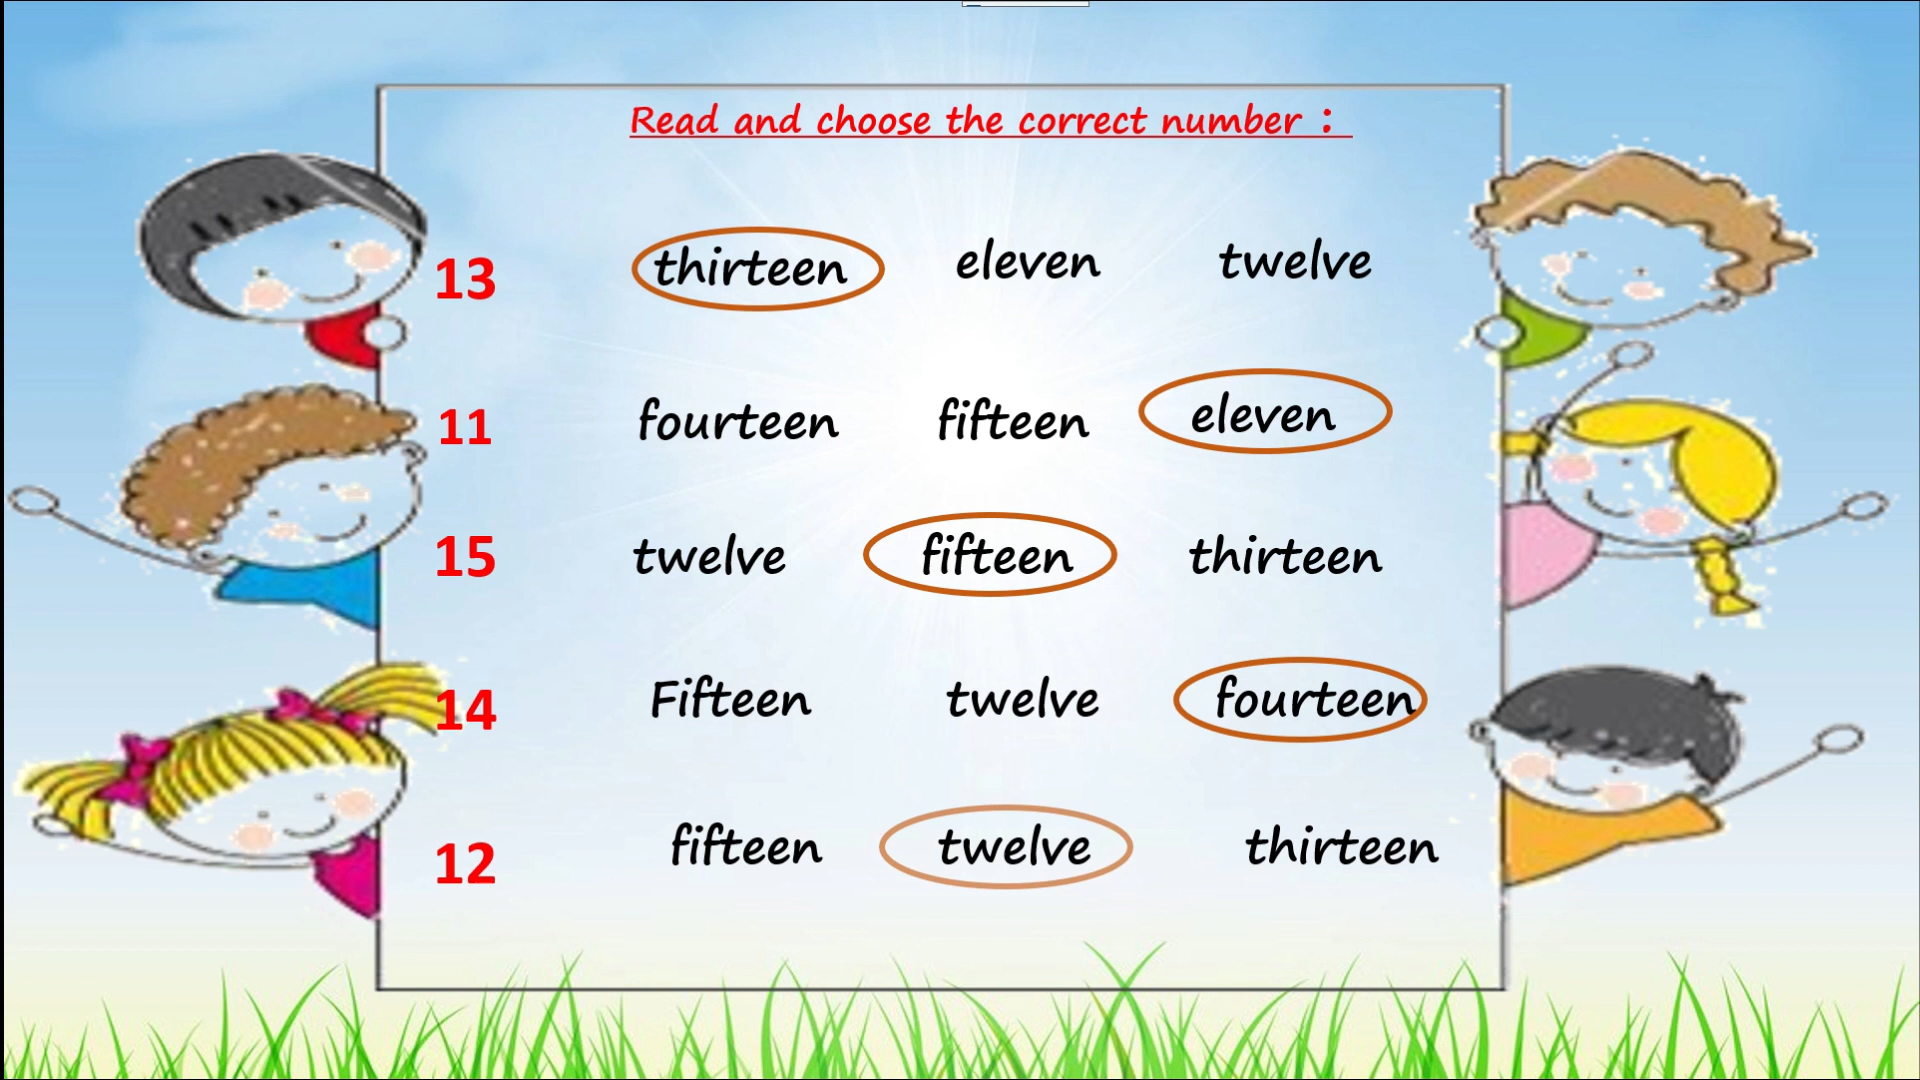 Read and choose the correct number :
13 thirteen eleven twelve
11 fourteen fifteen eleven
15 twelve fifteen thirteen
14 Fifteen twelve fourteen
12 fifteen twelve thirteen